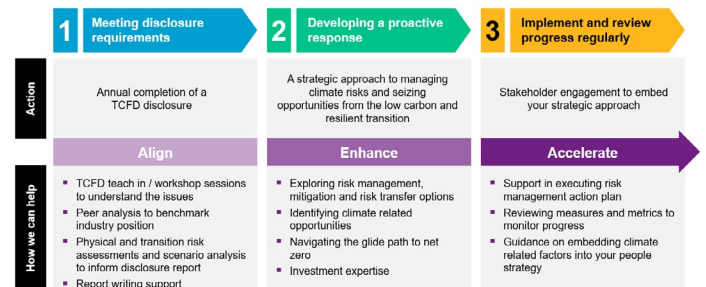 1
Meeting disclosure
requirements
2
Developing a proactive
response
3
Implement and review
progress regularly
Action
Annual completion of a
TCFD disclosure
A strategic approach to managing
climate risks and seizing
opportunities from the low carbon and
resilient transition
Stakeholder engagement to embed
your strategic approach
Align
Enhance
Accelerate
How we can help
▪ TCFD teach in / workshop sessions
to understand the issues
▪ Peer analysis to benchmark
industry position
▪ Physical and transition risk
assessments and scenario analysis
to inform disclosure report
▪ Report writing support
▪ Exploring risk management,
mitigation and risk transfer options
▪ Identifying climate related
opportunities
▪ Navigating the glide path to net
zero
▪ Investment expertise
▪ Support in executing risk
management action plan
▪ Reviewing measures and metrics to
monitor progress
▪ Guidance on embedding climate
related factors into your people
strategy